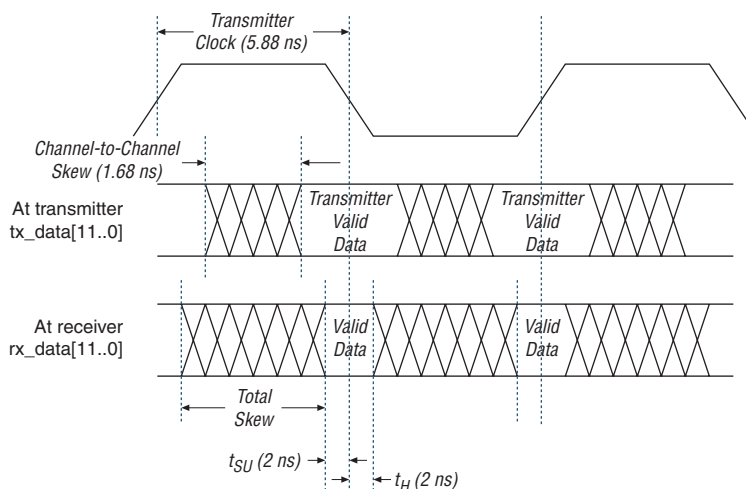 Transmitter
Clock (5.88 ns)
Channel-to-Channel
Skew (1.68 ns)
At transmitter
tx_data[11..0]
Transmitter
Valid
Data
Transmitter
Valid
Data
At receiver
rx_data[11..0]
Valid
Data
Valid
Data
Total
Skew
tSU (2 ns)
tH (2 ns)